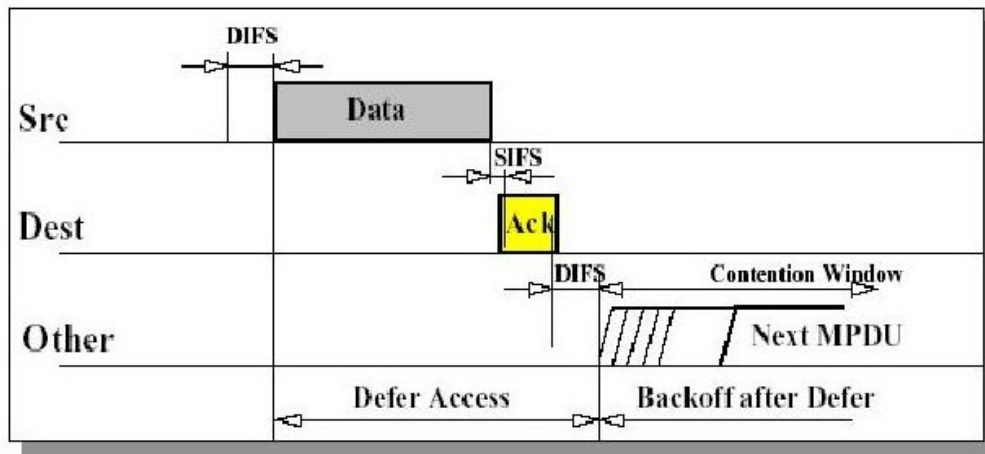 DIFS
Src
Data
SIFS
Dest
Ack
DIFS
Contention Window
Other
Next MPDU
Defer Access
Backoff after Defer